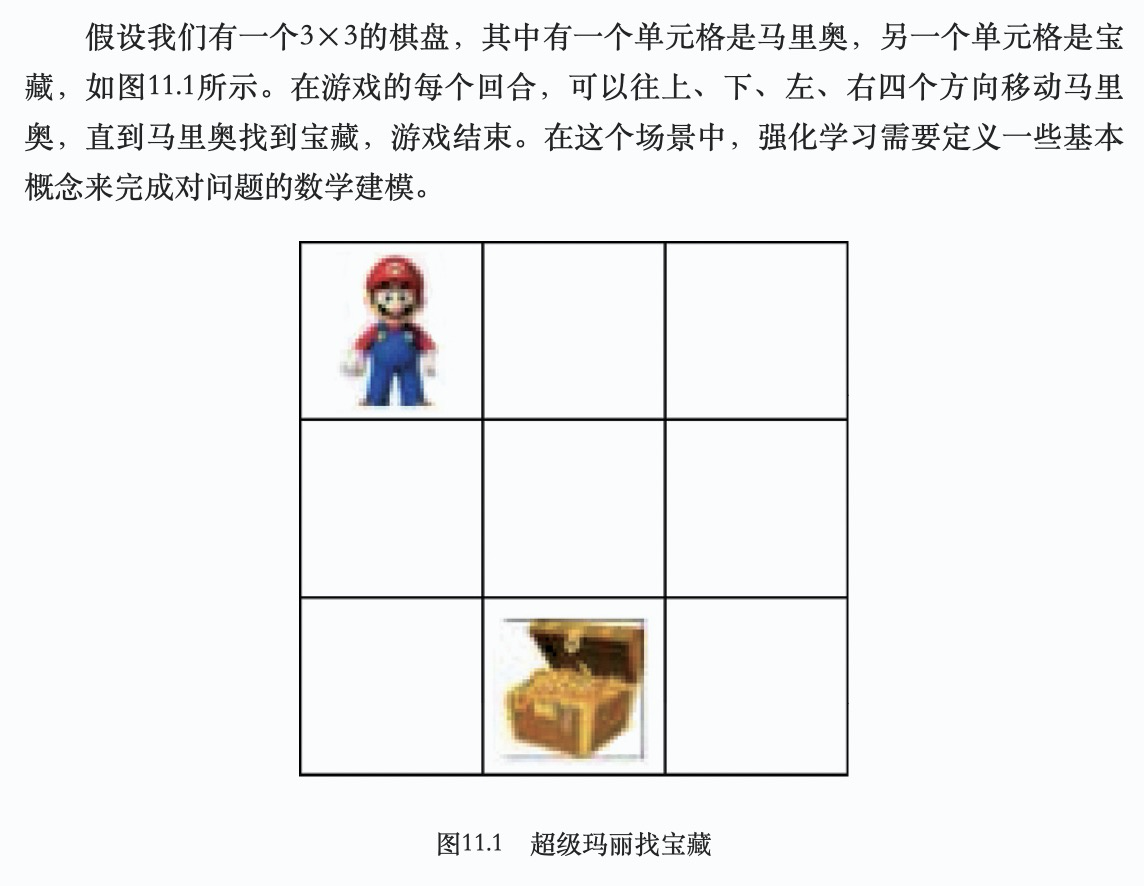 假设我们有一个3×3的棋盘，其中有一个单元格是马里奥，另一个单元格是宝
藏，如图11.1所示。在游戏的每个回合，可以往上、下、左、右四个方向移动马里
奥，直到马里奥找到宝藏，游戏结束。在这个场景中，强化学习需要定义一些基本
概念来完成对问题的数学建模。
图11.1 超级玛丽找宝藏